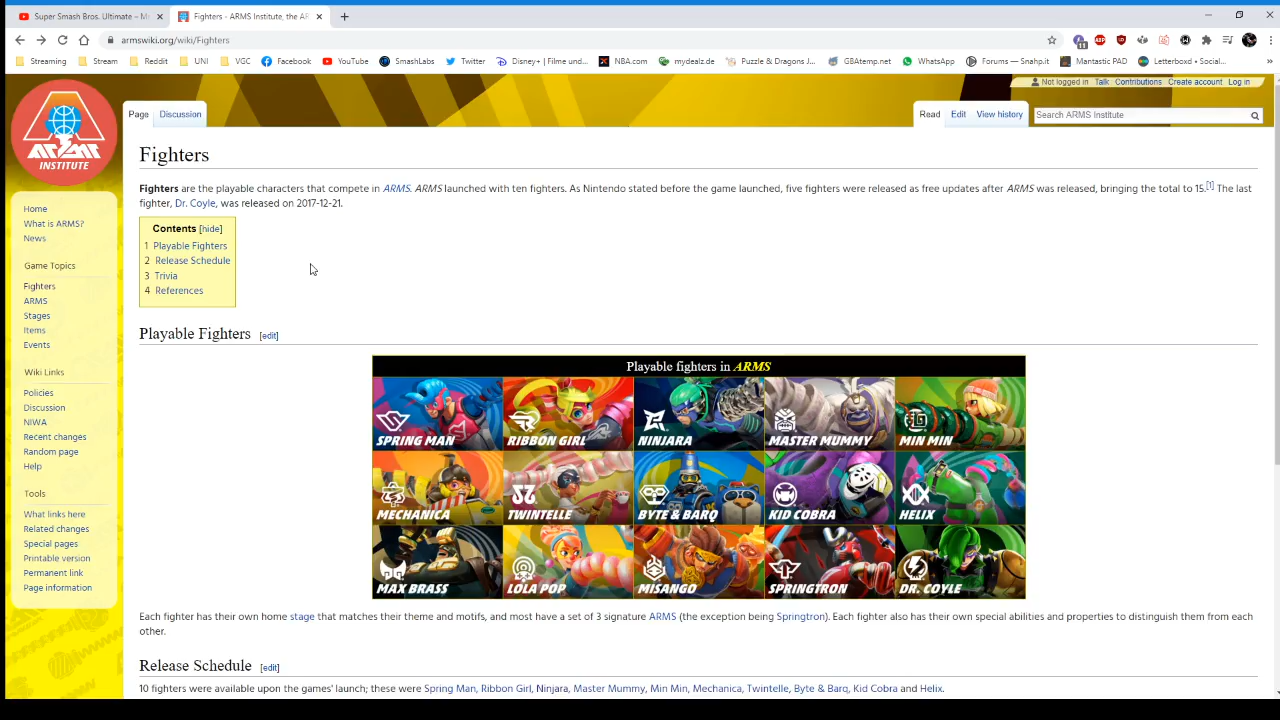 Super Smash Bros. Ultimate – M
Fighters - ARMS Institute, the AR
armswiki.org/wiki/Fighters
11
ABP
Streaming
Stream
Reddit
UNI
VGC
Facebook
YouTube
SmashLabs
Twitter
Disney+ | Filme und...
NBA.com
mydealz.de
Puzzle & Dragons J...
GBAtemp.net
WhatsApp
Forums — Snahp.it
Mantastic PAD
Letterboxd • Social...
»
Not logged in Talk Contributions Create account Log in
Page Discussion Read Edit View history Search ARMS Institute
ARMS
INSTITUTE
Home
What is ARMS?
News
Game Topics
Fighters
ARMS
Stages
Items
Events
Wiki Links
Policies
Discussion
NIWA
Recent changes
Random page
Help
Tools
What links here
Related changes
Special pages
Printable version
Permanent link
Page information
Fighters
Fighters are the playable characters that compete in ARMS. ARMS launched with ten fighters. As Nintendo stated before the game launched, five fighters were released as free updates after ARMS was released, bringing the total to 15.[1] The last
fighter, Dr. Coyle, was released on 2017-12-21.
Contents [hide]
1 Playable Fighters
2 Release Schedule
3 Trivia
4 References
Playable Fighters [edit]
Playable fighters in ARMS
SPRING MAN RIBBON GIRL NINJARA MASTER MUMMY MIN MIN
MECHANICA TWINTELLE BYTE & BARQ KID COBRA HELIX
MAX BRASS LOLA POP MISANGO SPRINGTRON DR. COYLE
Each fighter has their own home stage that matches their theme and motifs, and most have a set of 3 signature ARMS (the exception being Springtron). Each fighter also has their own special abilities and properties to distinguish them from each
other.
Release Schedule [edit]
10 fighters were available upon the games' launch; these were Spring Man, Ribbon Girl, Ninjara, Master Mummy, Min Min, Mechanica, Twintelle, Byte & Barq, Kid Cobra and Helix.